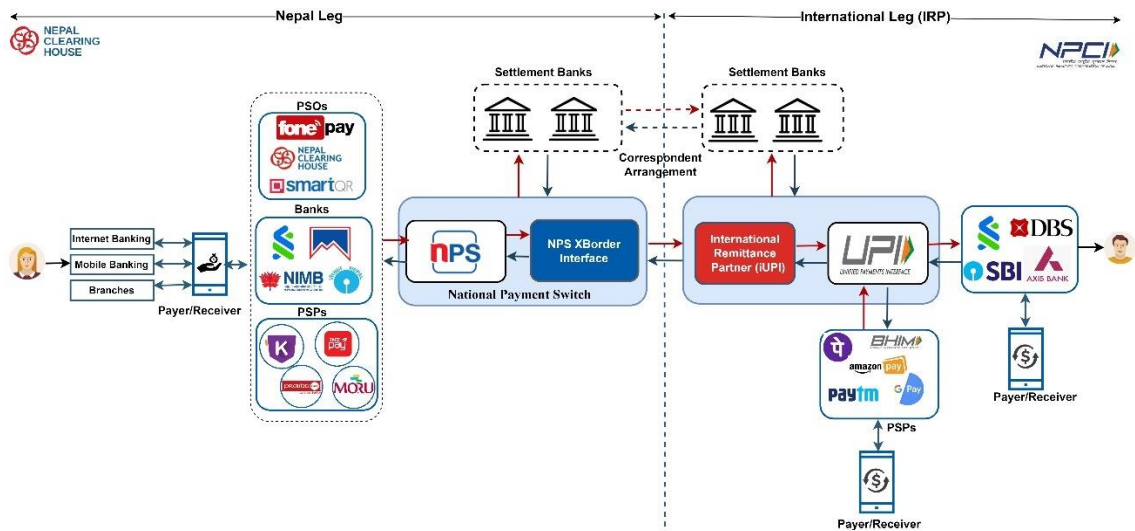 Nepal Leg
International Leg (IRP)
NEPAL
CLEARING
HOUSE
NPCI
Settlement Banks
Settlement Banks
Correspondent
Arrangement
PSOs
fonepay
NEPAL
CLEARING
HOUSE
smartQR
Banks
NIMB
PSPs
K
IME
pay
prabhu
MORU
Internet Banking
Mobile Banking
Branches
Payer/Receiver
nPS
NPS XBorder
Interface
National Payment Switch
International
Remittance
Partner (iUPI)
UPI
UNIFIED PAYMENTS INTERFACE
DBS
SBI
AXIS BANK
पे
BHIM
amazon pay
paytm
G Pay
PSPs
$
Payer/Receiver
$
Payer/Receiver